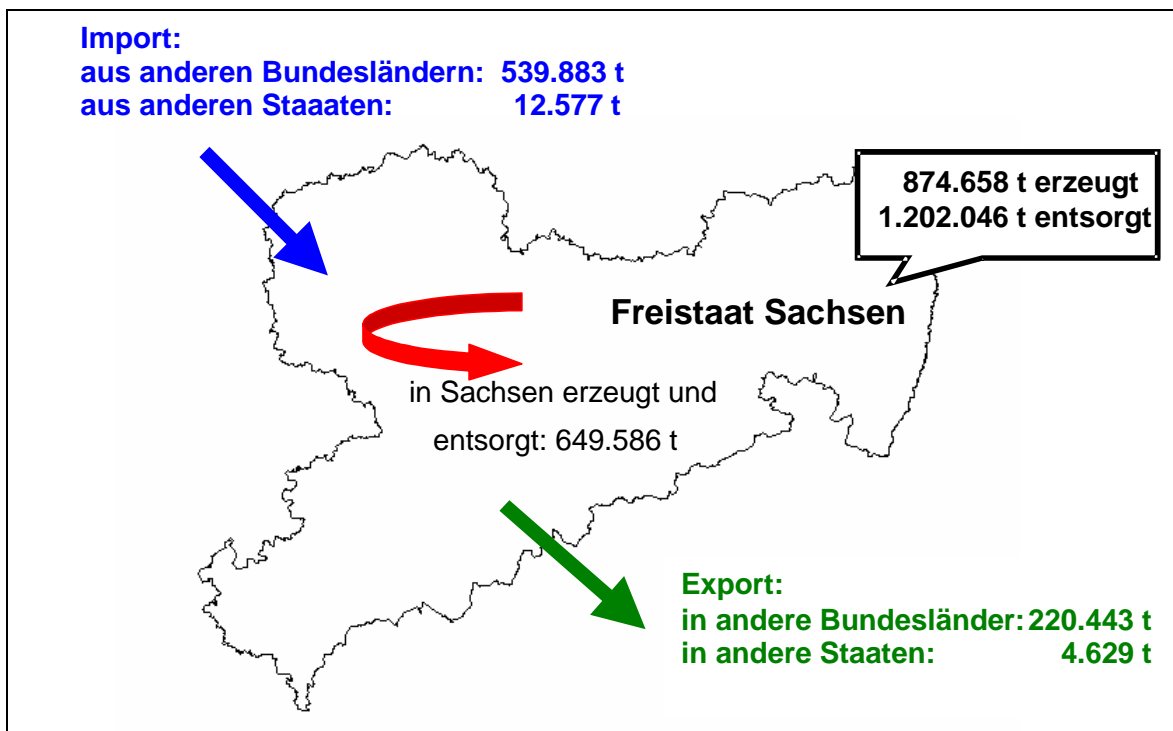 Import:
aus anderen Bundesländern: 539.883 t
aus anderen Staaaten: 12.577 t
874.658 t erzeugt
1.202.046 t entsorgt
Freistaat Sachsen
in Sachsen erzeugt und
entsorgt: 649.586 t
Export:
in andere Bundesländer: 220.443 t
in andere Staaten: 4.629 t